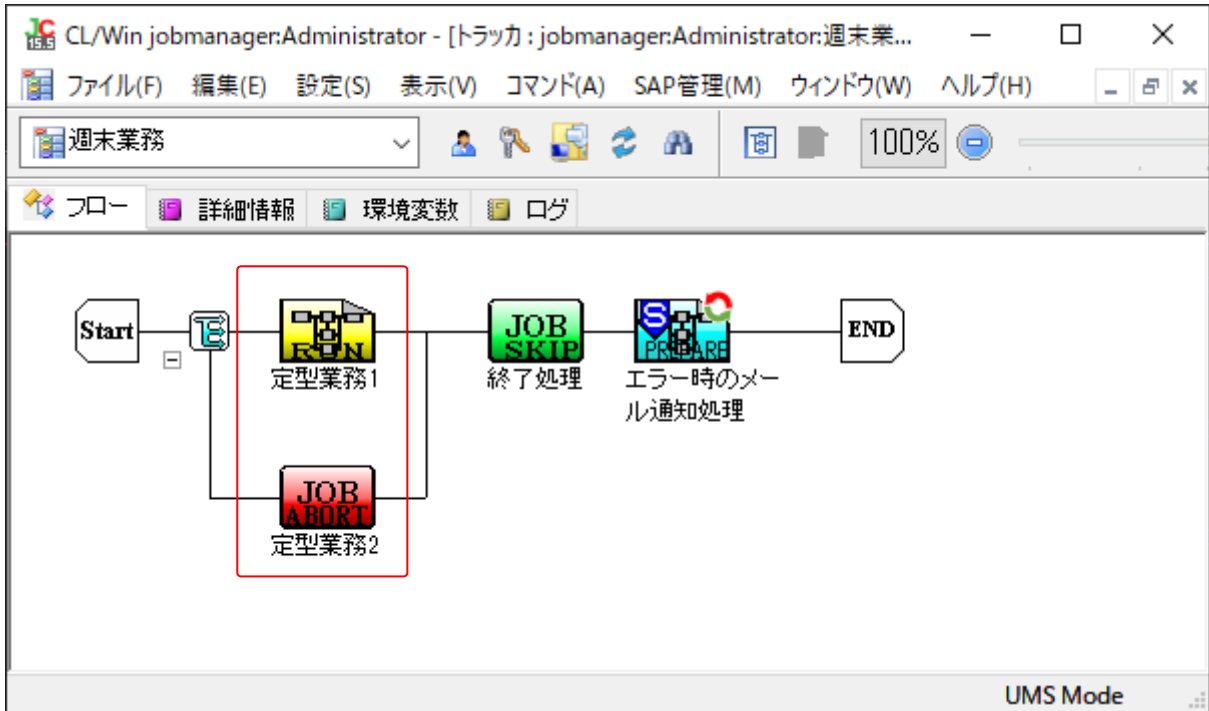 JC
15.5
CL/Win jobmanager:Administrator - [トラッカ : jobmanager:Administrator:週末業...
ファイル(F) 編集(E) 設定(S) 表示(V) コマンド(A) SAP管理(M) ウィンドウ(W) ヘルプ(H)
週末業務 100%
フロー 詳細情報 環境変数 ログ
Start
RUN
定型業務1
JOB
SKIP
終了処理
S
PREPARE
エラー時のメー
ル通知処理
END
JOB
ABORT
定型業務2
UMS Mode